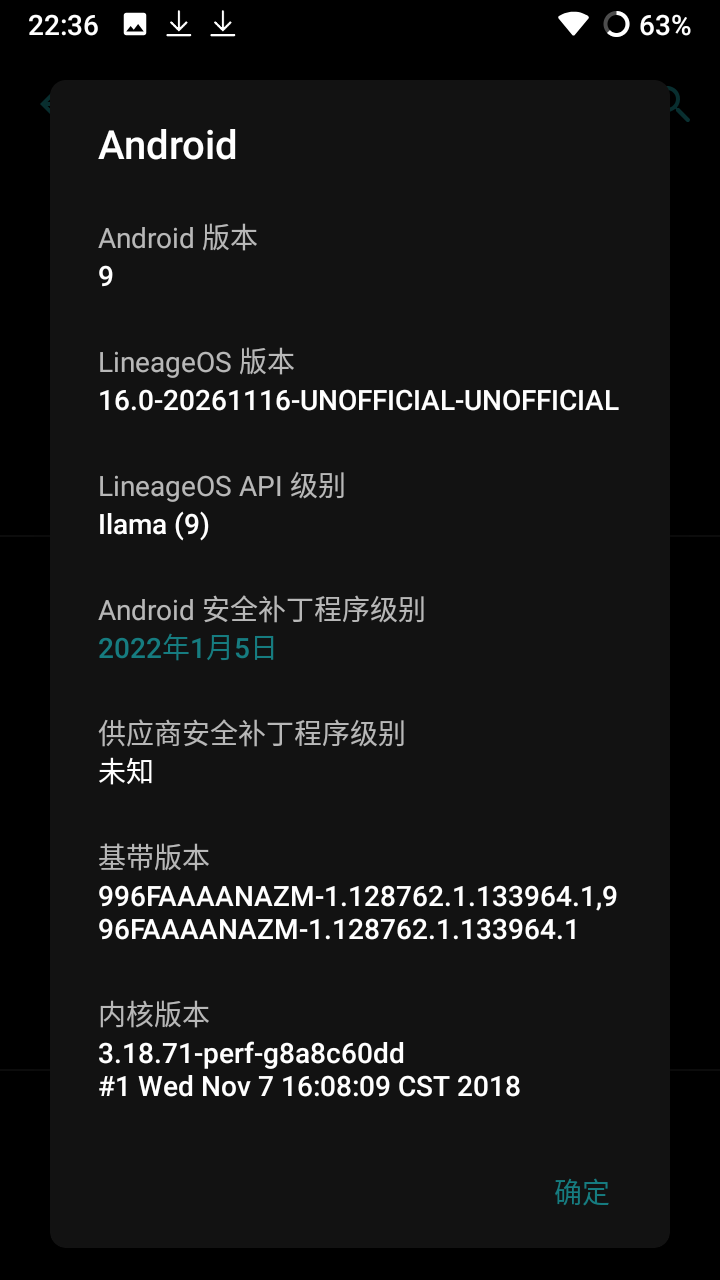 22:36
63%
Android
Android 版本
9
LineageOS 版本
16.0-20261116-UNOFFICIAL-UNOFFICIAL
LineageOS API 级别
Ilama (9)
Android 安全补丁程序级别
2022年1月5日
供应商安全补丁程序级别
未知
基带版本
996FAAAANAZM-1.128762.1.133964.1,9
96FAAAANAZM-1.128762.1.133964.1
内核版本
3.18.71-perf-g8a8c60dd
#1 Wed Nov 7 16:08:09 CST 2018
确定